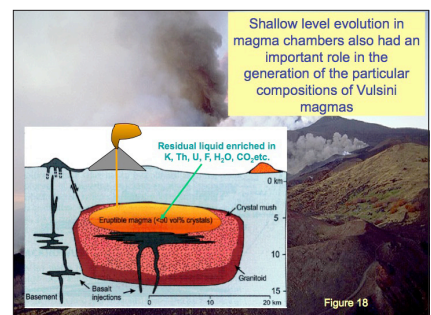 Shallow level evolution in
magma chambers also had an
important role in the
generation of the particular
compositions of Vulsini
magmas
Residual liquid enriched in
K, Th, U, F, H2O, CO2etc.
0 km
Crystal mush
Eruptible magma (<50 vol% crystals)
5
10
Granitoid
Basement
Basalt
injections
15
0
10
20 km
Figure 18